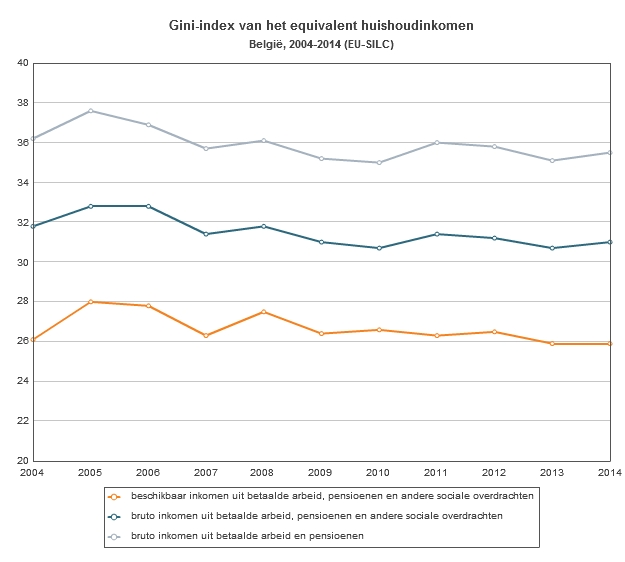 Gini-index van het equivalent huishoudinkomen
België, 2004-2014 (EU-SILC)
40
38
36
34
32
30
28
26
24
22
20
2004 2005 2006 2007 2008 2009 2010 2011 2012 2013 2014
beschikbaar inkomen uit betaalde arbeid, pensioenen en andere sociale overdrachten
bruto inkomen uit betaalde arbeid, pensioenen en andere sociale overdrachten
bruto inkomen uit betaalde arbeid en pensioenen